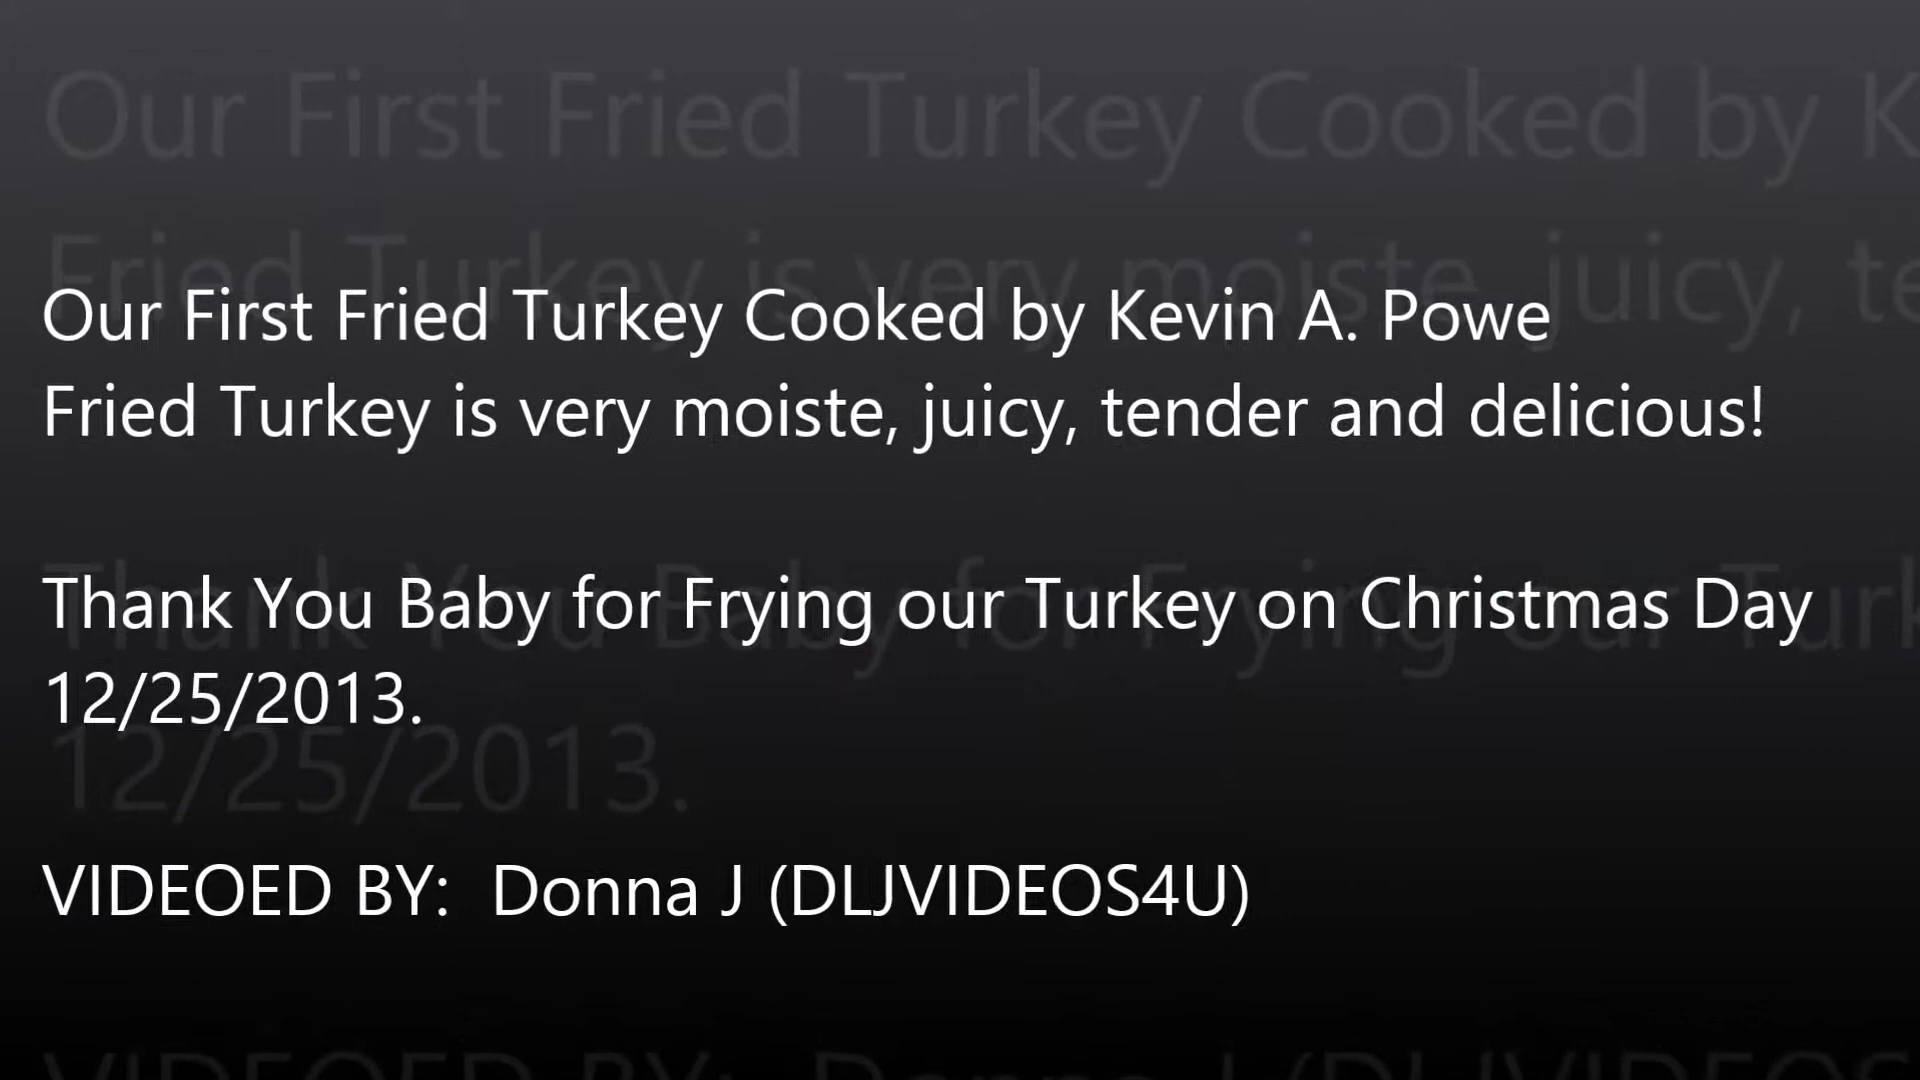 Our First Fried Turkey Cooked by Kevin A. Powe
Fried Turkey is very moiste, juicy, tender and delicious!
Thank You Baby for Frying our Turkey on Christmas Day
12/25/2013.
VIDEOED BY:  Donna J (DLJVIDEOS4U)